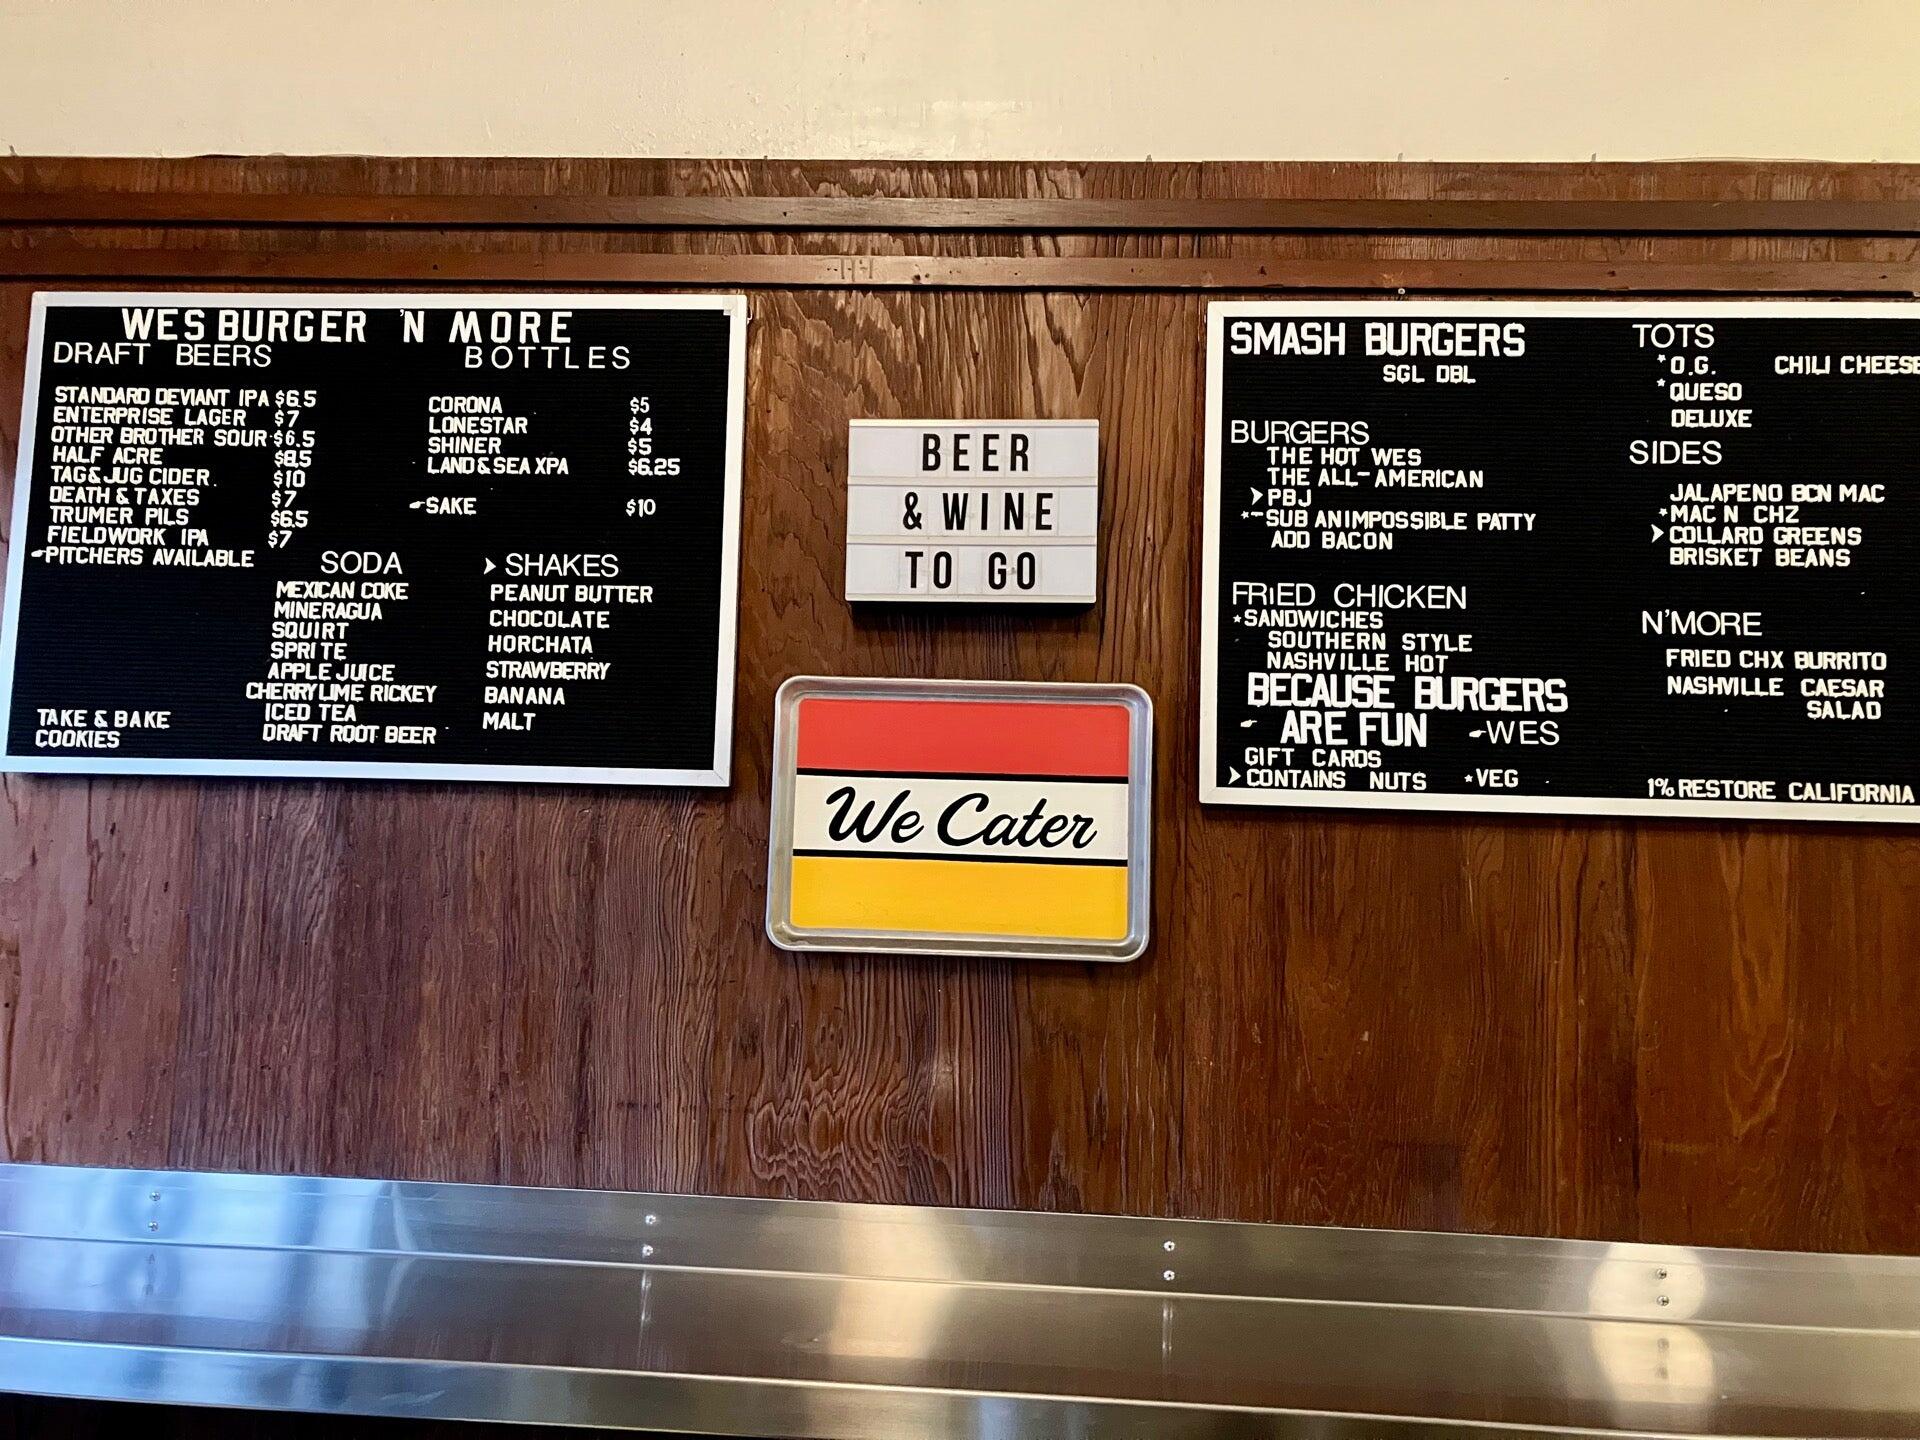 WES BURGER 'N MORE
DRAFT BEERS
STANDARD DEVIANT IPA $6.5
ENTERPRISE LAGER $7
OTHER BROTHER SOUR $6.5
HALF ACRE $8.5
TAG & JUG CIDER. $10
DEATH & TAXES $7
TRUMER PILS $6.5
FIELDWORK IPA $7
PITCHERS AVAILABLE
BOTTLES
CORONA $5
LONESTAR $4
SHINER $5
LAND & SEA XPA $6.25
SAKE $10
SODA
MEXICAN COKE
MINERAGUA
SQUIRT
SPRITE
APPLE JUICE
CHERRY LIME RICKEY
ICED TEA
DRAFT ROOT BEER
SHAKES
PEANUT BUTTER
CHOCOLATE
HORCHATA
STRAWBERRY
BANANA
MALT
TAKE & BAKE
COOKIES
BEER
& WINE
TO GO
We Cater
SMASH BURGERS
SGL DBL
BURGERS
THE HOT WES
THE ALL-AMERICAN
PBJ
*-SUB AN IMPOSSIBLE PATTY
ADD BACON
FRIED CHICKEN
*SANDWICHES
SOUTHERN STYLE
NASHVILLE HOT
BECAUSE BURGERS
ARE FUN -WES
GIFT CARDS
CONTAINS NUTS *VEG
TOTS
*O.G. CHILI CHEESE
*QUESO
DELUXE
SIDES
JALAPENO BCN MAC
*MAC N CHZ
COLLARD GREENS
BRISKET BEANS
N'MORE
FRIED CHX BURRITO
NASHVILLE CAESAR
SALAD
1% RESTORE CALIFORNIA